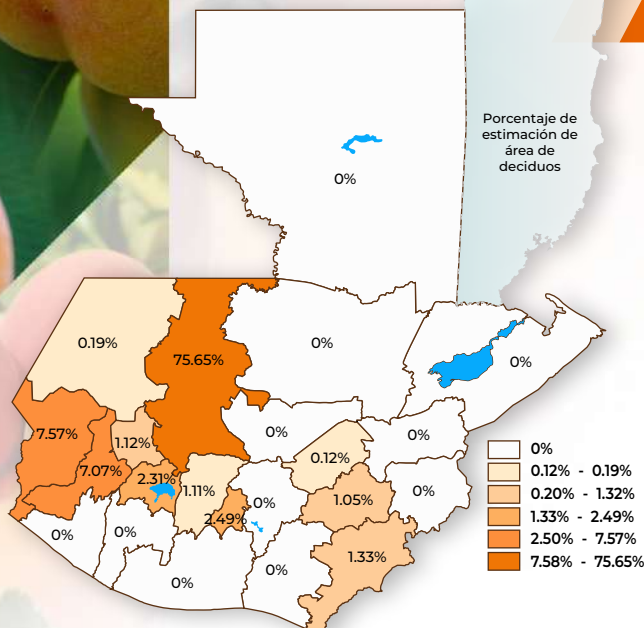 Porcentaje de
estimación de
área de
deciduos
0%
0.19%
75.65%
0%
0%
7.57%
1.12%
0%
0%
0.12%
7.07%
2.31%
1.11%
0%
0%
1.05%
2.49%
0%
0%
1.33%
0%
0%
0%
0.12% - 0.19%
0.20% - 1.32%
1.33% - 2.49%
2.50% - 7.57%
7.58% - 75.65%